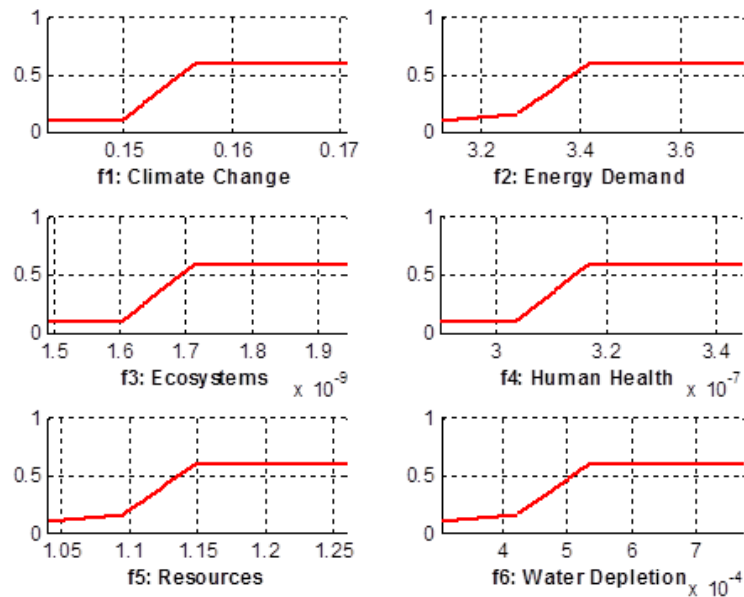 1
0.5
0
0.15 0.16 0.17
f1: Climate Change
1
0.5
0
3.2 3.4 3.6
f2: Energy Demand
1
0.5
0
1.5 1.6 1.7 1.8 1.9
f3: Ecosystems x 10-9
1
0.5
0
3 3.2 3.4
f4: Human Health x 10-7
1
0.5
0
1.05 1.1 1.15 1.2 1.25
f5: Resources
1
0.5
0
4 5 6 7
f6: Water Depletion x 10-4